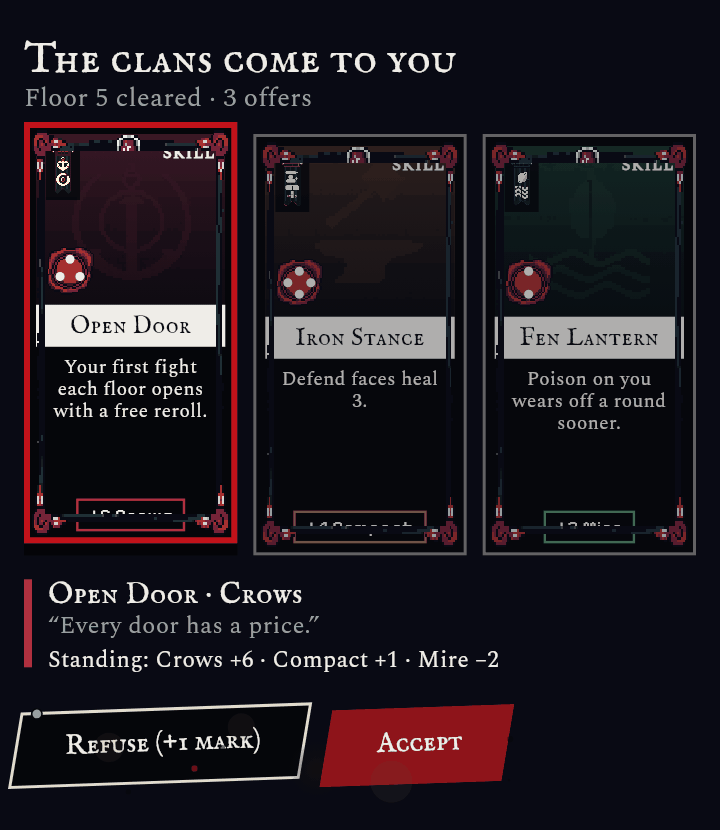 The clans come to you
Floor 5 cleared · 3 offers
SKILL
SKILL
SKILL
Open Door
Iron Stance
Fen Lantern
Your first fight
each floor opens
with a free reroll.
Defend faces heal
3.
Poison on you
wears off a round
sooner.
Open Door · Crows
“Every door has a price.”
Standing: Crows +6 · Compact +1 · Mire −2
Refuse (+1 mark)
Accept